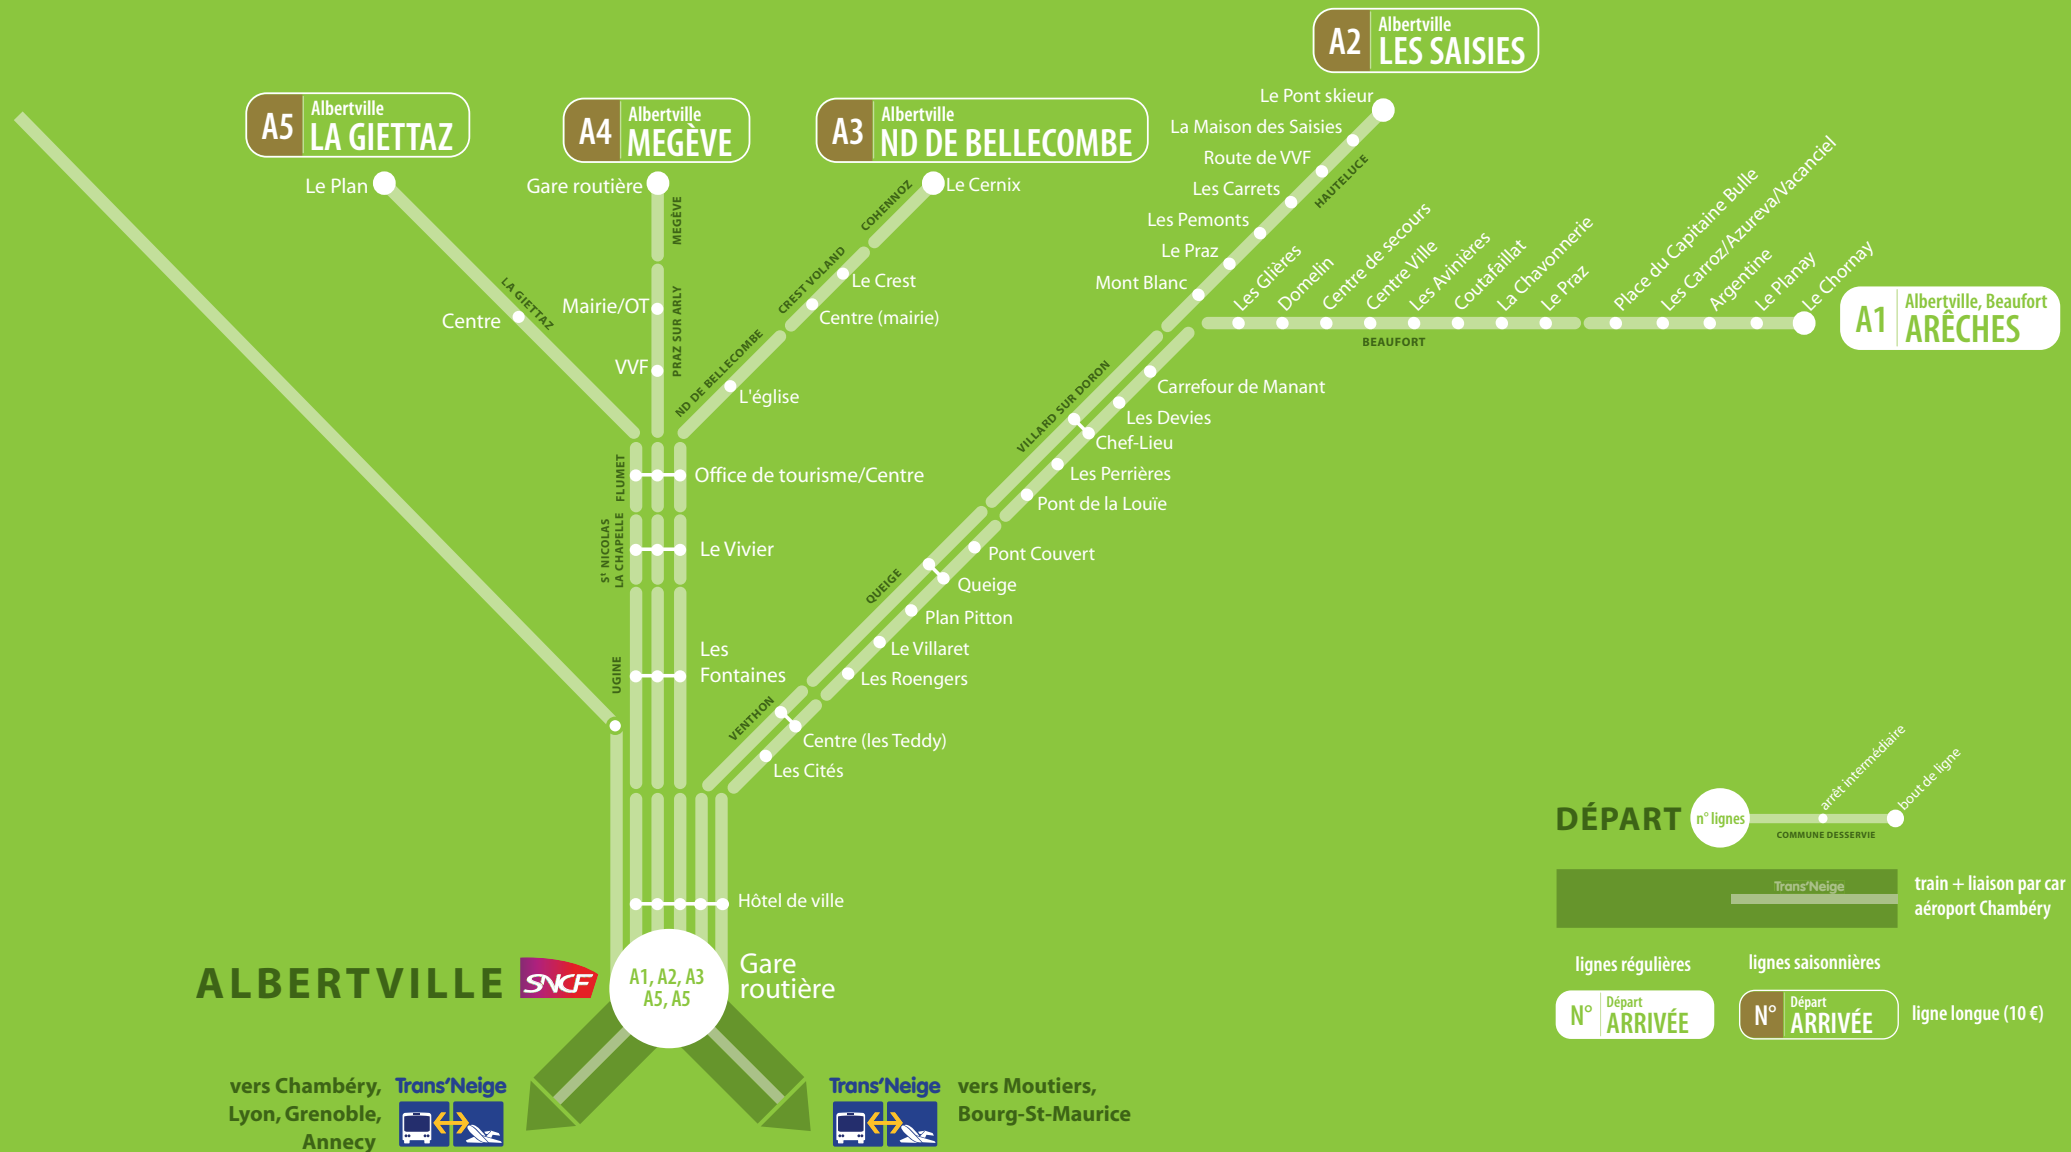 A2
Albertville
LES SAISIES
A5
Albertville
LA GIETTAZ
A4
Albertville
MEGÈVE
A3
Albertville
ND DE BELLECOMBE
Le Plan
Centre
LA GIETTAZ
Gare routière
MEGÈVE
Mairie/OT
VVF
PRAZ SUR ARLY
Le Cernix
COHENNOZ
Le Crest
Centre (mairie)
CREST VOLAND
L'église
ND DE BELLECOMBE
Le Pont skieur
La Maison des Saisies
Route de VVF
Les Carrets
Les Pemonts
Le Praz
Mont Blanc
HAUTELUCE
Les Glières
Domelin
Centre de secours
Centre Ville
Les Avinières
Coutafaillat
La Chavonnerie
Le Praz
Place du Capitaine Bulle
Les Carroz/Azureva/Vacanciel
Argentine
Le Planay
Le Chornay
BEAUFORT
A1
Albertville, Beaufort
ARÊCHES
VILLARD SUR DORON
Carrefour de Manant
Les Devies
Chef-Lieu
Les Perrières
Pont de la Louïe
QUEIGE
Pont Couvert
Queige
Plan Pitton
Le Villaret
Les Roengers
VENTHON
Centre (les Teddy)
Les Cités
FLUMET
Office de tourisme/Centre
St NICOLAS
LA CHAPELLE
Le Vivier
UGINE
Les
Fontaines
Hôtel de ville
ALBERTVILLE
SNCF
A1, A2, A3
A5, A5
Gare
routière
vers Chambéry,
Lyon, Grenoble,
Annecy
Trans'Neige
Trans'Neige
vers Moutiers,
Bourg-St-Maurice
DÉPART
n° lignes
arrêt intermédiaire
bout de ligne
COMMUNE DESSERVIE
Trans'Neige
train + liaison par car
aéroport Chambéry
lignes régulières
lignes saisonnières
N°
Départ
ARRIVÉE
N°
Départ
ARRIVÉE
ligne longue (10 €)